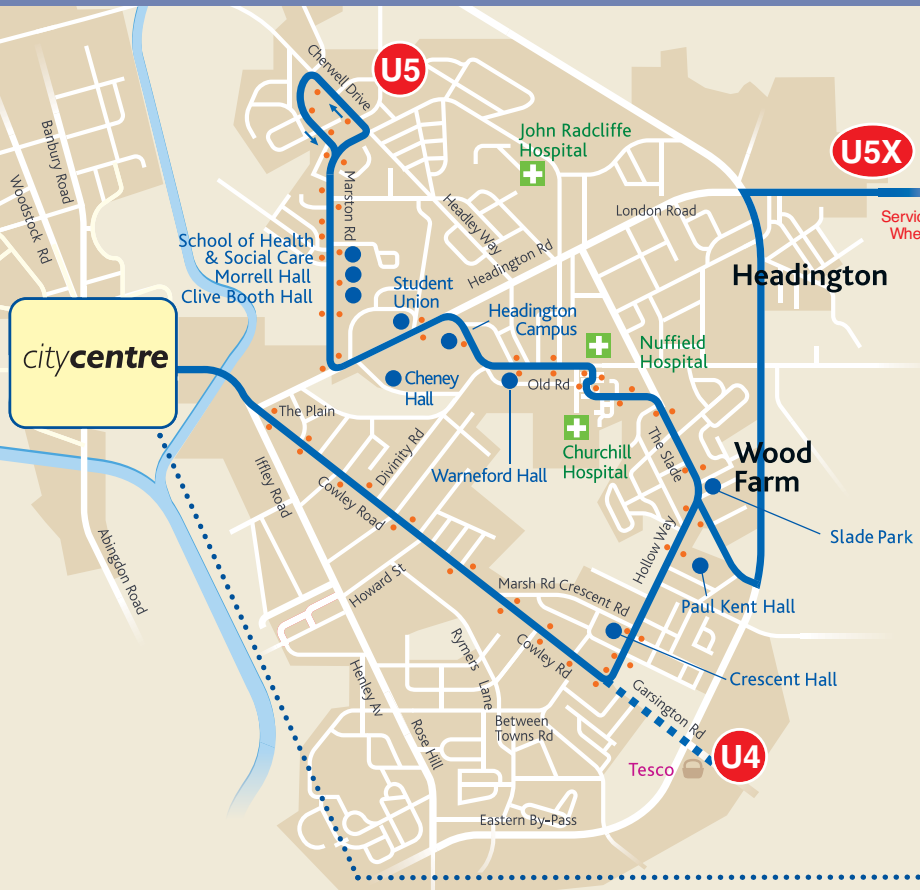 Cherwell Drive
U5
Banbury Road
Woodstock Rd
John Radcliffe
Hospital
U5X
Marston Rd
Headley Way
London Road
Servic
Whe
School of Health
& Social Care
Morrell Hall
Clive Booth Hall
Headington Rd
Headington
Student
Union
Headington
Campus
citycentre
Nuffield
Hospital
Cheney
Hall
Old Rd
The Plain
Divinity Rd
The Slade
Churchill
Hospital
Wood
Farm
Warneford Hall
Iffley Road
Cowley Road
Slade Park
Abingdon Road
Hollow Way
Howard St
Marsh Rd
Crescent Rd
Paul Kent Hall
Rymers Lane
Cowley Rd
Crescent Hall
Henley Av
Garsington Rd
Between
Towns Rd
Rose Hill
U4
Tesco
Eastern By-Pass